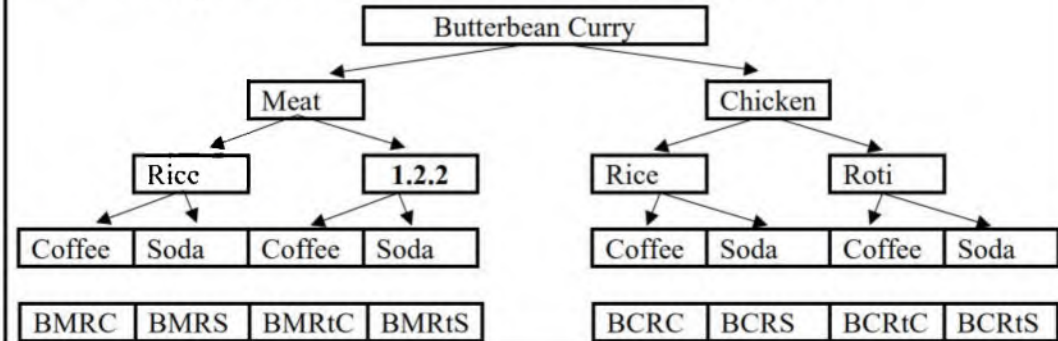 Butterbean Curry
Meat Chicken
Rice 1.2.2 Rice Roti
Coffee Soda Coffee Soda Coffee Soda Coffee Soda
BMRC BMRS BMRtC BMRtS BCRC BCRS BCRtC BCRtS